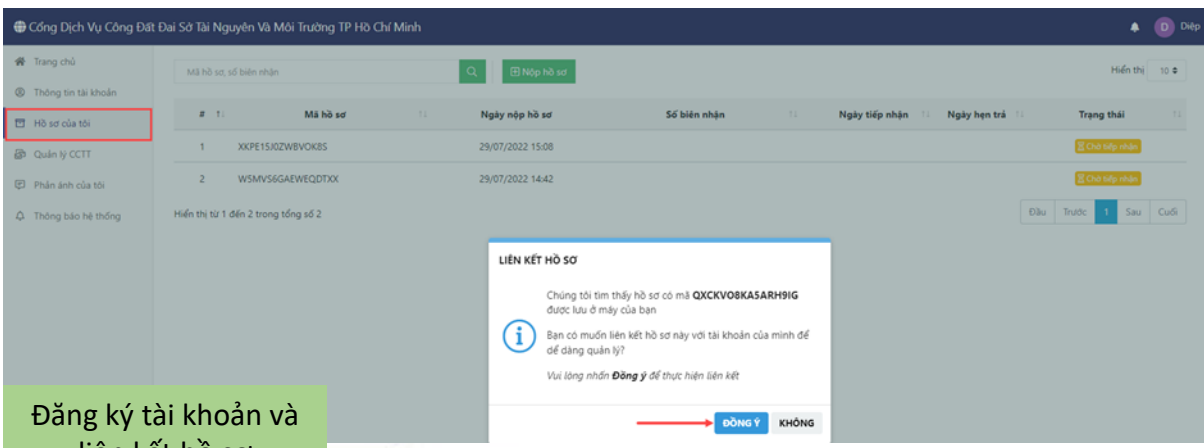 Cổng Dịch Vụ Công Đất Đai Sở Tài Nguyên Và Môi Trường TP Hồ Chí Minh
D Diệp
Trang chủ
Thông tin tài khoản
Hồ sơ của tôi
Quản lý CCTT
Phản ánh của tôi
Thông báo hệ thống
Mã hồ sơ, số biên nhận
Nộp hồ sơ
Hiển thị 10
# Mã hồ sơ Ngày nộp hồ sơ Số biên nhận Ngày tiếp nhận Ngày hẹn trả Trạng thái
1 XKPE15J0ZWBVOK8S 29/07/2022 15:08 Chờ tiếp nhận
2 W5MVS6GAEWEQDTXX 29/07/2022 14:42 Chờ tiếp nhận
Hiển thị từ 1 đến 2 trong tổng số 2
Đầu Trước 1 Sau Cuối
LIÊN KẾT HỒ SƠ
Chúng tôi tìm thấy hồ sơ có mã QXCKVO8KA5ARH9IG
được lưu ở máy của bạn
Bạn có muốn liên kết hồ sơ này với tài khoản của mình để
dể dàng quản lý?
Vui lòng nhấn Đồng ý để thực hiện liên kết
ĐỒNG Ý KHÔNG
Đăng ký tài khoản và
liên kết hồ sơ